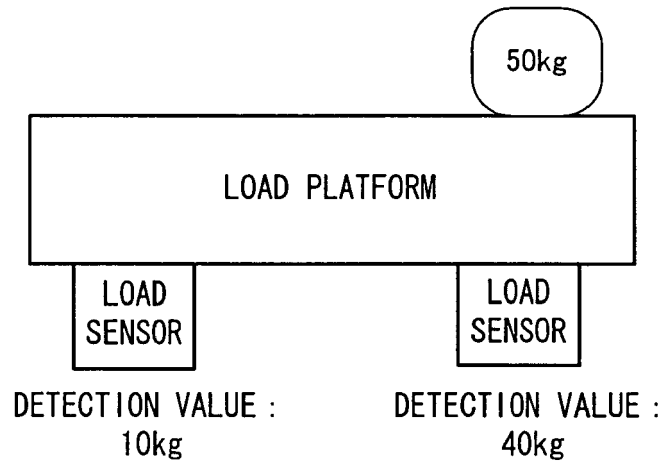 50kg
LOAD PLATFORM
LOAD
SENSOR
LOAD
SENSOR
DETECTION VALUE :
10kg
DETECTION VALUE :
40kg